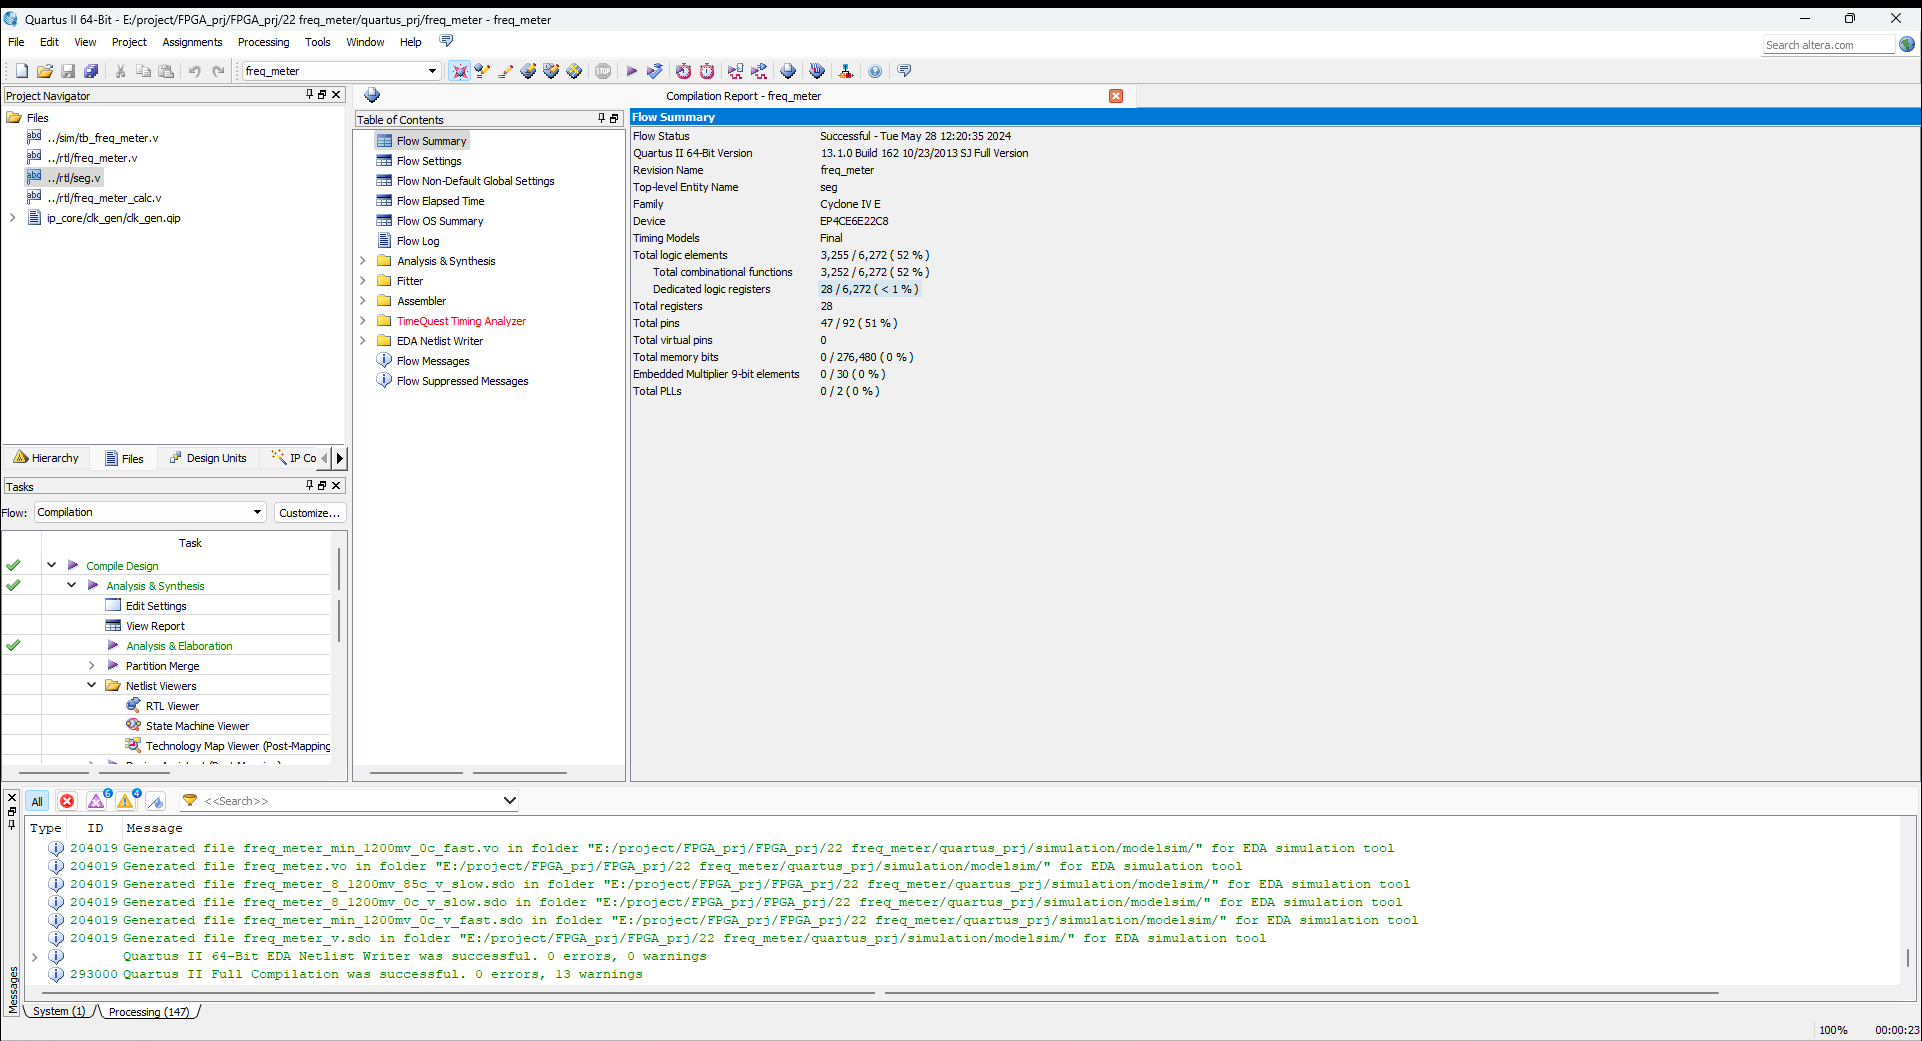 Quartus II 64-Bit - E:/project/FPGA_prj/FPGA_prj/22 freq_meter/quartus_prj/freq_meter - freq_meter
File Edit View Project Assignments Processing Tools Window Help
Search altera.com
freq_meter
STOP
Project Navigator
Files
../sim/tb_freq_meter.v
../rtl/freq_meter.v
../rtl/seg.v
../rtl/freq_meter_calc.v
ip_core/clk_gen/clk_gen.qip
Hierarchy Files Design Units IP Co
Tasks
Flow: Compilation Customize...
Task
Compile Design
Analysis & Synthesis
Edit Settings
View Report
Analysis & Elaboration
Partition Merge
Netlist Viewers
RTL Viewer
State Machine Viewer
Technology Map Viewer (Post-Mapping
Compilation Report - freq_meter
Table of Contents
Flow Summary
Flow Settings
Flow Non-Default Global Settings
Flow Elapsed Time
Flow OS Summary
Flow Log
Analysis & Synthesis
Fitter
Assembler
TimeQuest Timing Analyzer
EDA Netlist Writer
Flow Messages
Flow Suppressed Messages
Flow Summary
Flow Status Successful - Tue May 28 12:20:35 2024
Quartus II 64-Bit Version 13.1.0 Build 162 10/23/2013 SJ Full Version
Revision Name freq_meter
Top-level Entity Name seg
Family Cyclone IV E
Device EP4CE6E22C8
Timing Models Final
Total logic elements 3,255 / 6,272 ( 52 % )
Total combinational functions 3,252 / 6,272 ( 52 % )
Dedicated logic registers 28 / 6,272 ( < 1 % )
Total registers 28
Total pins 47 / 92 ( 51 % )
Total virtual pins 0
Total memory bits 0 / 276,480 ( 0 % )
Embedded Multiplier 9-bit elements 0 / 30 ( 0 % )
Total PLLs 0 / 2 ( 0 % )
All 6 4 <<Search>>
Type ID Message
204019 Generated file freq_meter_min_1200mv_0c_fast.vo in folder "E:/project/FPGA_prj/FPGA_prj/22 freq_meter/quartus_prj/simulation/modelsim/" for EDA simulation tool
204019 Generated file freq_meter.vo in folder "E:/project/FPGA_prj/FPGA_prj/22 freq_meter/quartus_prj/simulation/modelsim/" for EDA simulation tool
204019 Generated file freq_meter_8_1200mv_85c_v_slow.sdo in folder "E:/project/FPGA_prj/FPGA_prj/22 freq_meter/quartus_prj/simulation/modelsim/" for EDA simulation tool
204019 Generated file freq_meter_8_1200mv_0c_v_slow.sdo in folder "E:/project/FPGA_prj/FPGA_prj/22 freq_meter/quartus_prj/simulation/modelsim/" for EDA simulation tool
204019 Generated file freq_meter_min_1200mv_0c_v_fast.sdo in folder "E:/project/FPGA_prj/FPGA_prj/22 freq_meter/quartus_prj/simulation/modelsim/" for EDA simulation tool
204019 Generated file freq_meter_v.sdo in folder "E:/project/FPGA_prj/FPGA_prj/22 freq_meter/quartus_prj/simulation/modelsim/" for EDA simulation tool
Quartus II 64-Bit EDA Netlist Writer was successful. 0 errors, 0 warnings
293000 Quartus II Full Compilation was successful. 0 errors, 13 warnings
Messages
System (1) Processing (147)
100% 00:00:23